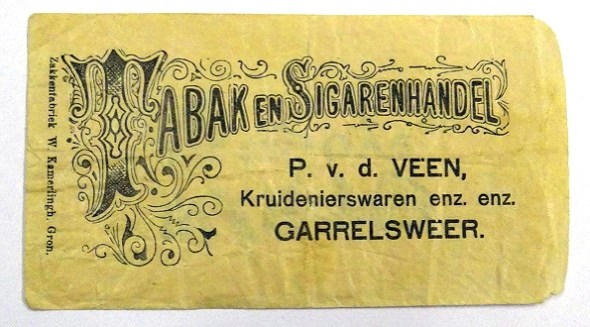 TABAK EN SIGARENHANDEL
P. v. d. VEEN,
Kruidenierswaren enz. enz.
GARRELSWEER.
Zakkenfabriek W. Kamerlingh. Gron.